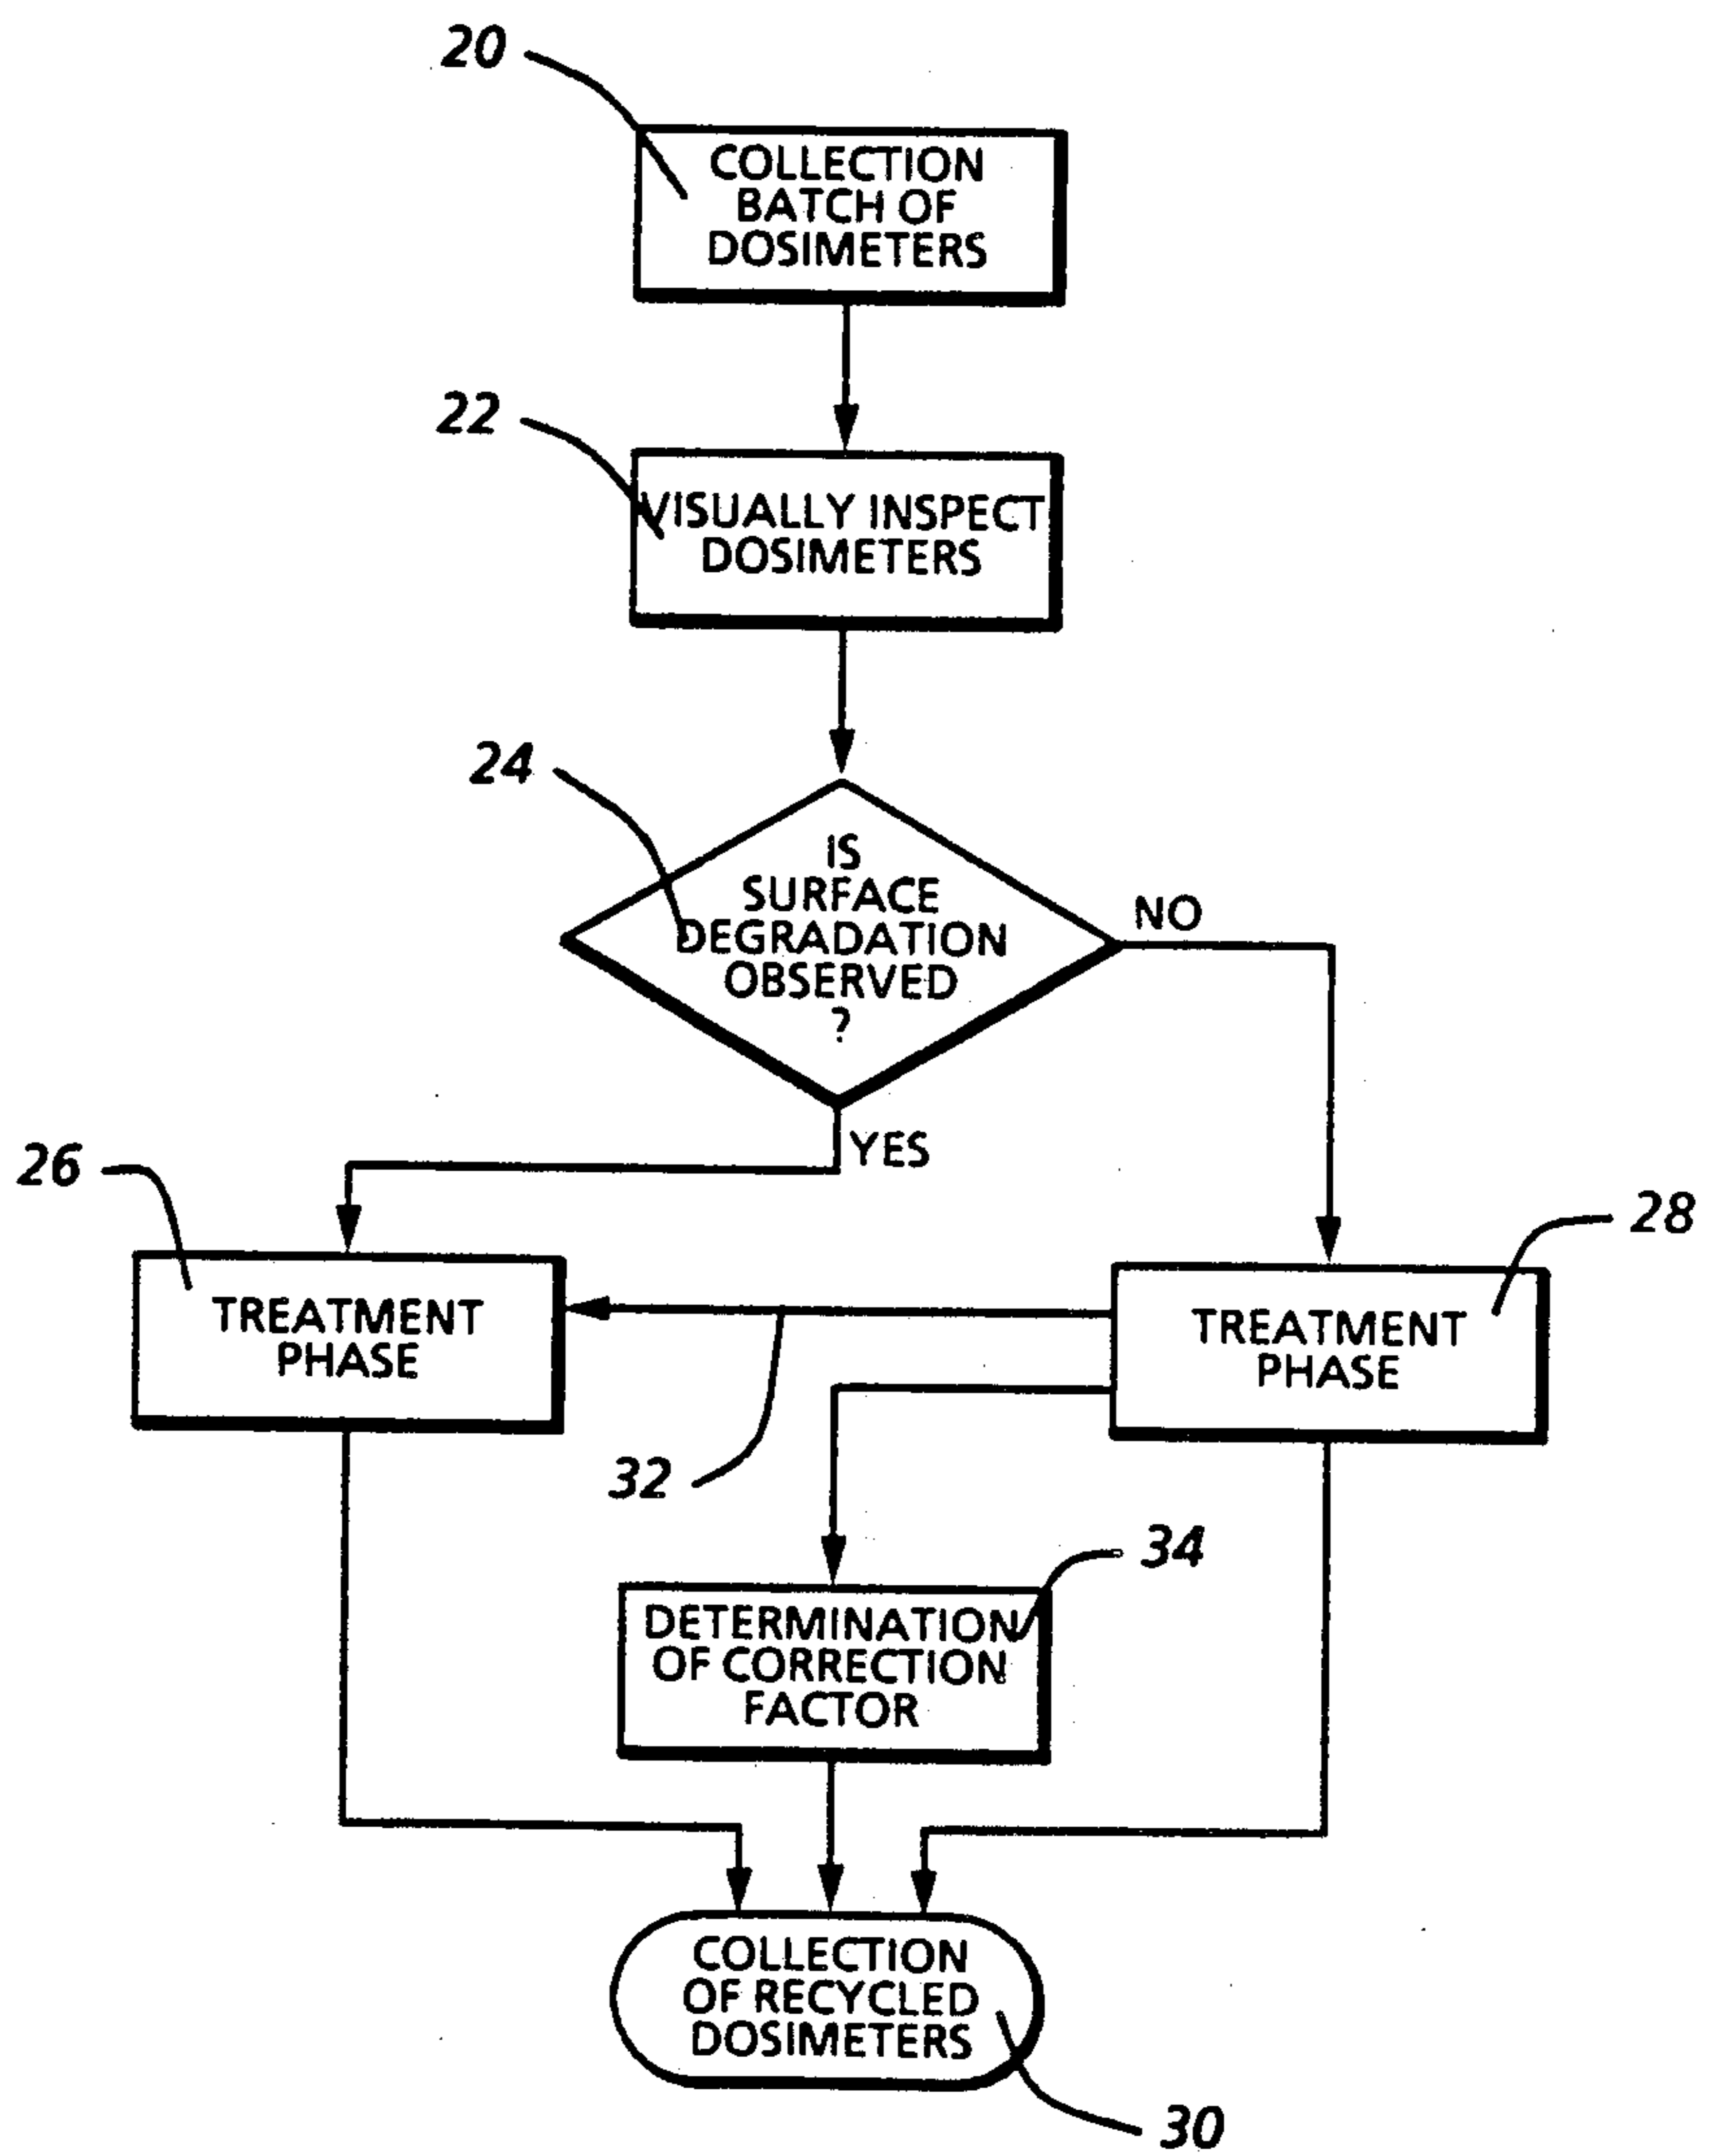 20
COLLECTION
BATCH OF
DOSIMETERS
22
VISUALLY INSPECT
DOSIMETERS
24
IS
SURFACE
DEGRADATION
OBSERVED
?
NO
YES
26
28
TREATMENT
PHASE
TREATMENT
PHASE
32
34
DETERMINATION
OF CORRECTION
FACTOR
COLLECTION
OF RECYCLED
DOSIMETERS
30